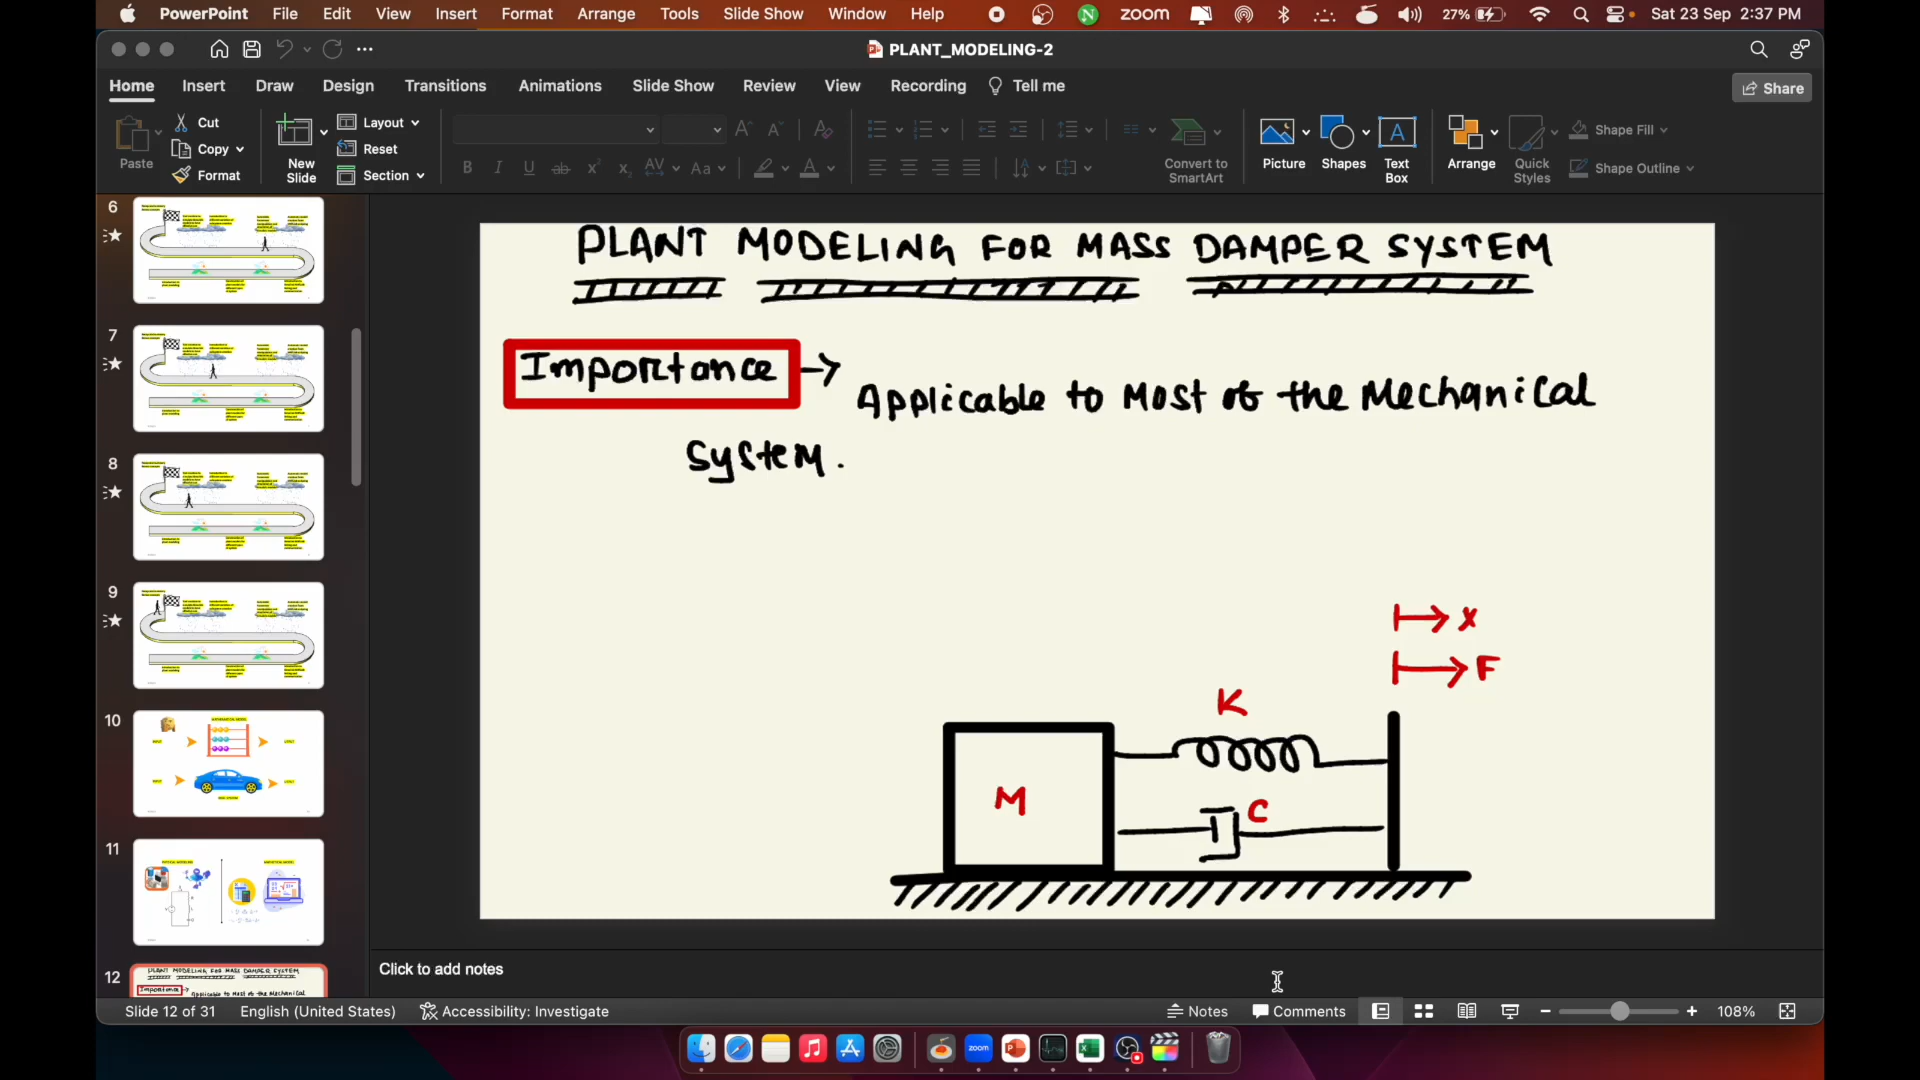 PowerPoint File Edit View Insert Format Arrange Tools Slide Show Window Help zoom 27% Sat 23 Sep 2:37 PM
PLANT_MODELING-2
Home Insert Draw Design Transitions Animations Slide Show Review View Recording Tell me Share
Paste
Cut
Copy
Format
New Slide
Layout
Reset
Section
Convert to SmartArt
Picture
Shapes
Text Box
Arrange
Quick Styles
Shape Fill
Shape Outline
6
7
8
9
10
11
12
PLANT MODELING FOR MASS DAMPER SYSTEM
Importance → Applicable to Most of the Mechanical
System.
X
F
K
M
C
Click to add notes
Slide 12 of 31 English (United States) Accessibility: Investigate Notes Comments 108%
zoom